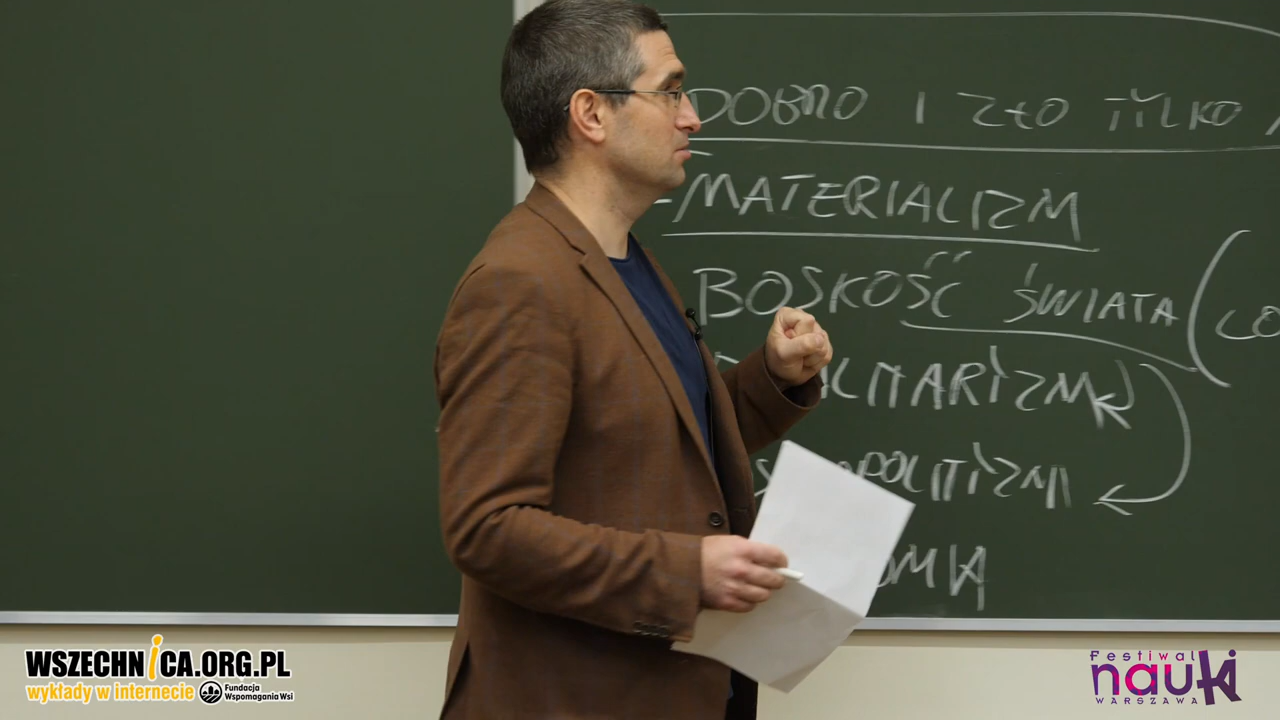 DOBRO I ZŁO TYLKO
- MATERIALIZM
BOSKOŚĆ ŚWIATA
WSZECHNICA.ORG.PL
wykłady w internecie
Fundacja
Wspomagania Wsi
Festiwal
nauki
WARSZAWA